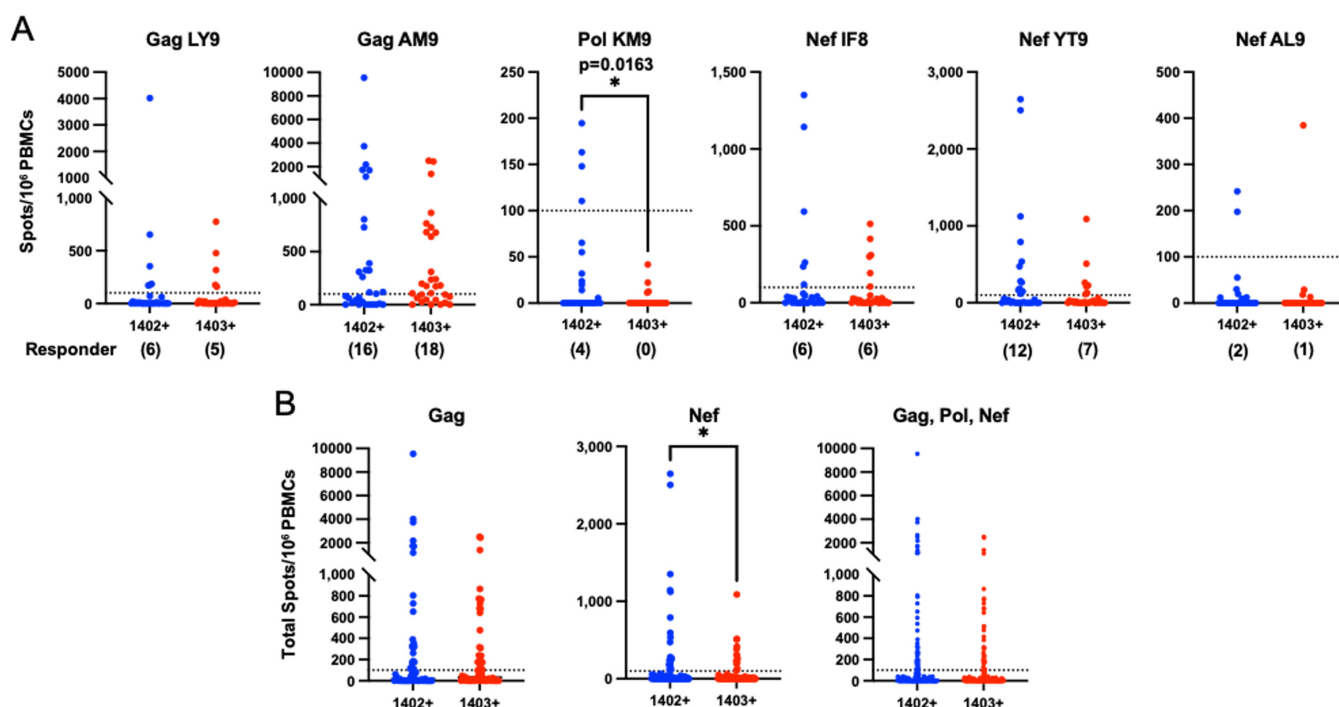 A
Gag LY9 Gag AM9 Pol KM9 Nef IF8 Nef YT9 Nef AL9
p=0.0163
*
Spots/10⁶ PBMCs
5000 4000 3000 2000 1000 1,000 500 0
10000 8000 6000 4000 2000 1,000 500 0
250 200 150 100 50 0
1,500 1,000 500 0
3,000 2,000 1,000 0
500 400 300 200 100 0
1402+ 1403+ 1402+ 1403+ 1402+ 1403+ 1402+ 1403+ 1402+ 1403+ 1402+ 1403+
Responder (6) (5) (16) (18) (4) (0) (6) (6) (12) (7) (2) (1)
B
Gag Nef Gag, Pol, Nef
*
Total Spots/10⁶ PBMCs
10000 8000 6000 4000 2000 1,000 800 600 400 200 0
3,000 2,000 1,000 0
10000 8000 6000 4000 2000 1,000 800 600 400 200 0
1402+ 1403+ 1402+ 1403+ 1402+ 1403+